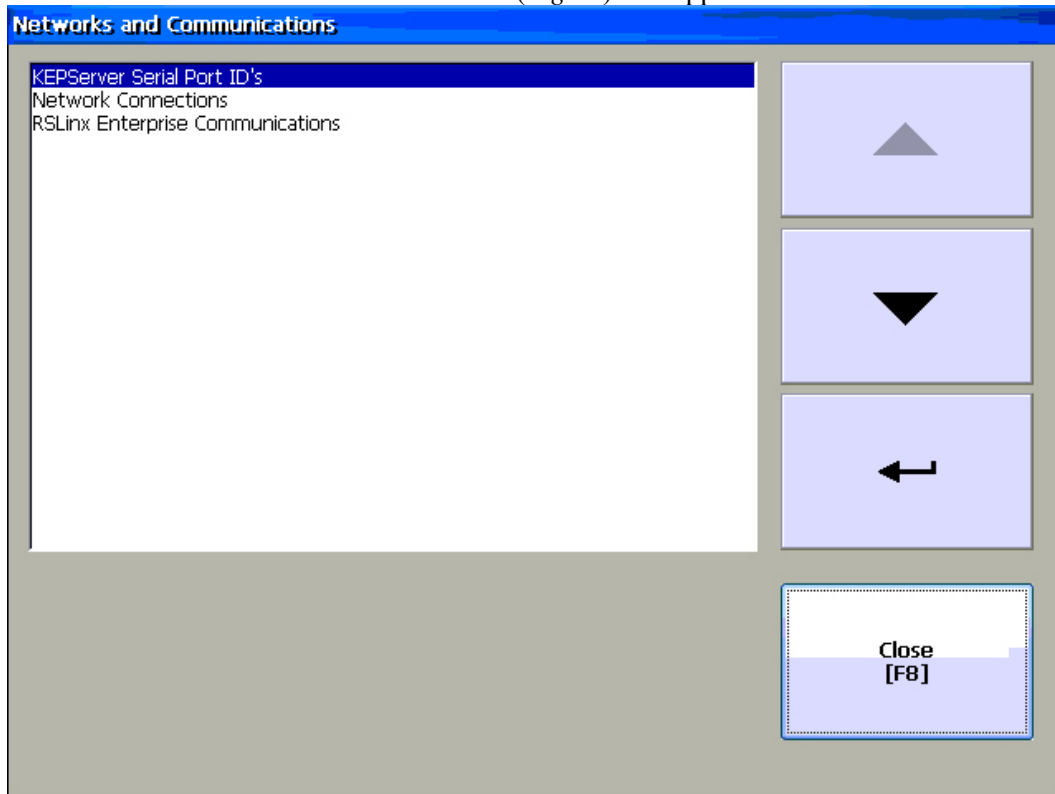 Networks and Communications
KEPServer Serial Port ID's
Network Connections
RSLinx Enterprise Communications
Close
[F8]